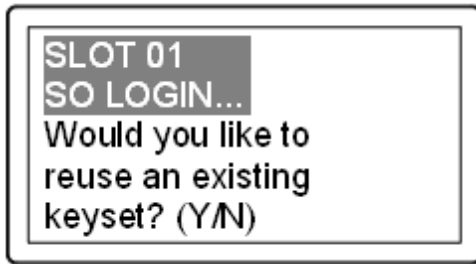 SLOT 01
SO LOGIN...
Would you like to
reuse an existing
keyset? (Y/N)